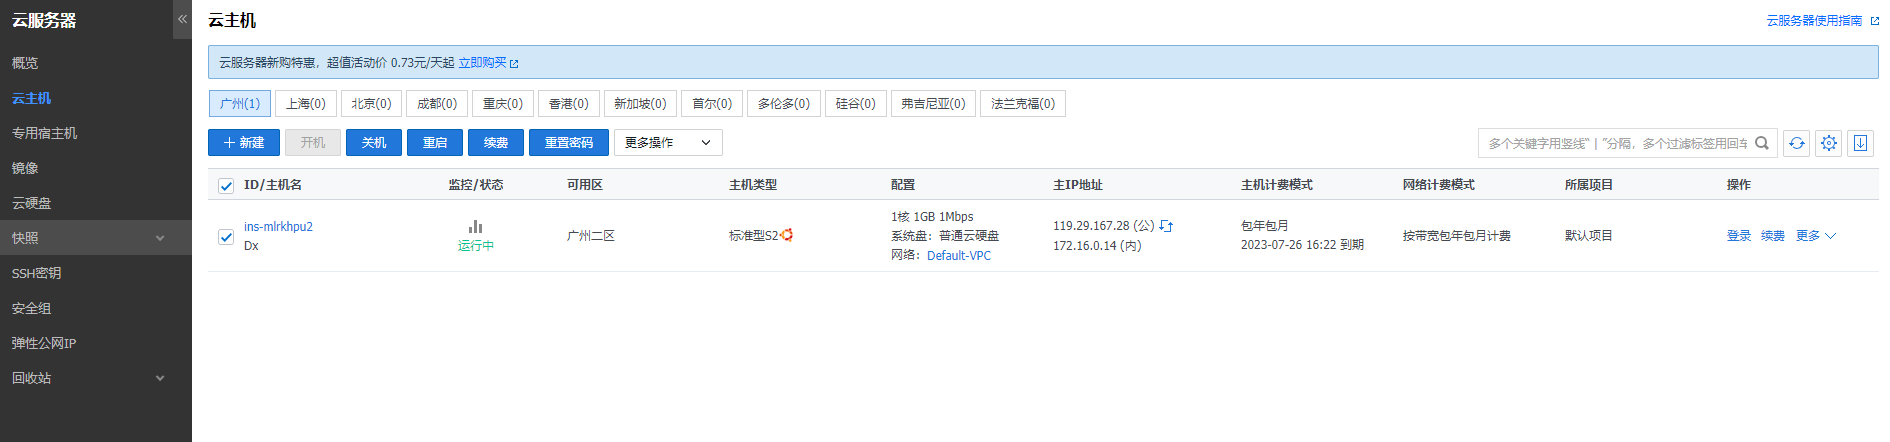 云服务器
«
概览
云主机
专用宿主机
镜像
云硬盘
快照
SSH密钥
安全组
弹性公网IP
回收站
云主机
云服务器使用指南
云服务器新购特惠，超值活动价 0.73元/天起 立即购买
广州(1) 上海(0) 北京(0) 成都(0) 重庆(0) 香港(0) 新加坡(0) 首尔(0) 多伦多(0) 硅谷(0) 弗吉尼亚(0) 法兰克福(0)
+ 新建 开机 关机 重启 续费 重置密码 更多操作 多个关键字用竖线“ | ”分隔，多个过滤标签用回车
ID/主机名 监控/状态 可用区 主机类型 配置 主IP地址 主机计费模式 网络计费模式 所属项目 操作
ins-mlrkhpu2
Dx
运行中
广州二区
标准型S2
1核 1GB 1Mbps
系统盘：普通云硬盘
网络：Default-VPC
119.29.167.28 (公)
172.16.0.14 (内)
包年包月
2023-07-26 16:22 到期
按带宽包年包月计费
默认项目
登录 续费 更多